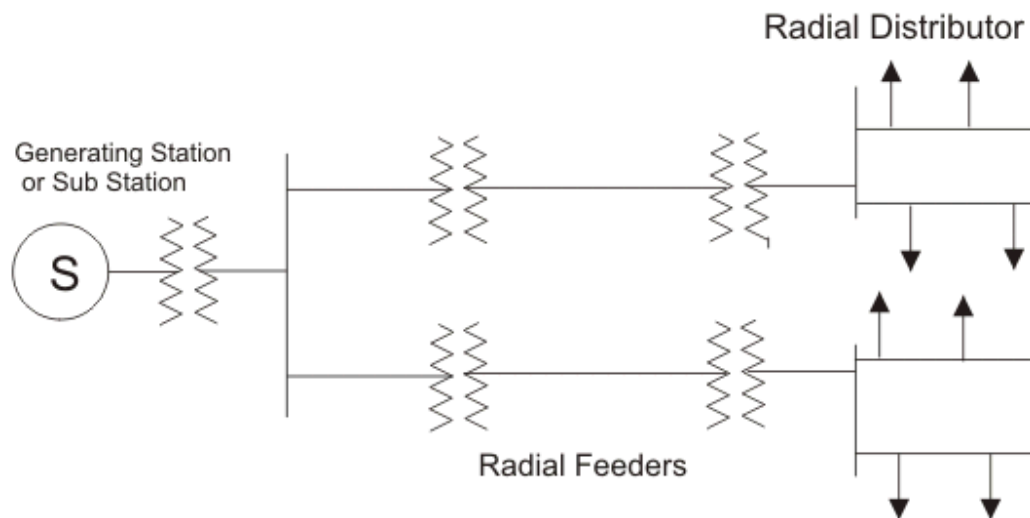 Radial Distributor
Generating Station
or Sub Station
S
Radial Feeders